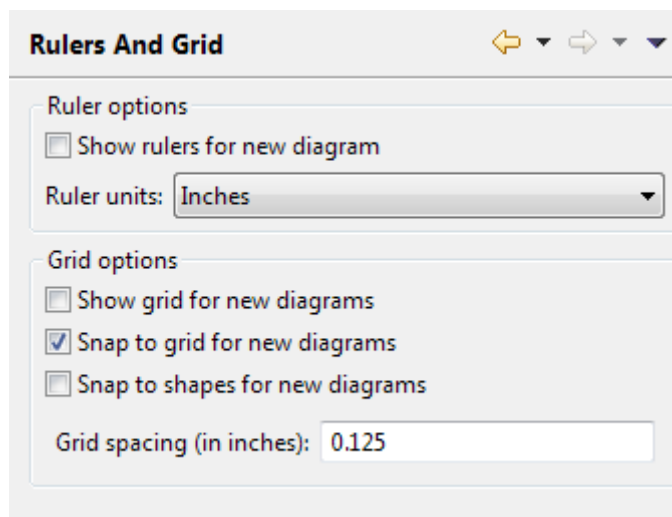 Rulers And Grid
Ruler options
Show rulers for new diagram
Ruler units: Inches
Grid options
Show grid for new diagrams
Snap to grid for new diagrams
Snap to shapes for new diagrams
Grid spacing (in inches): 0.125